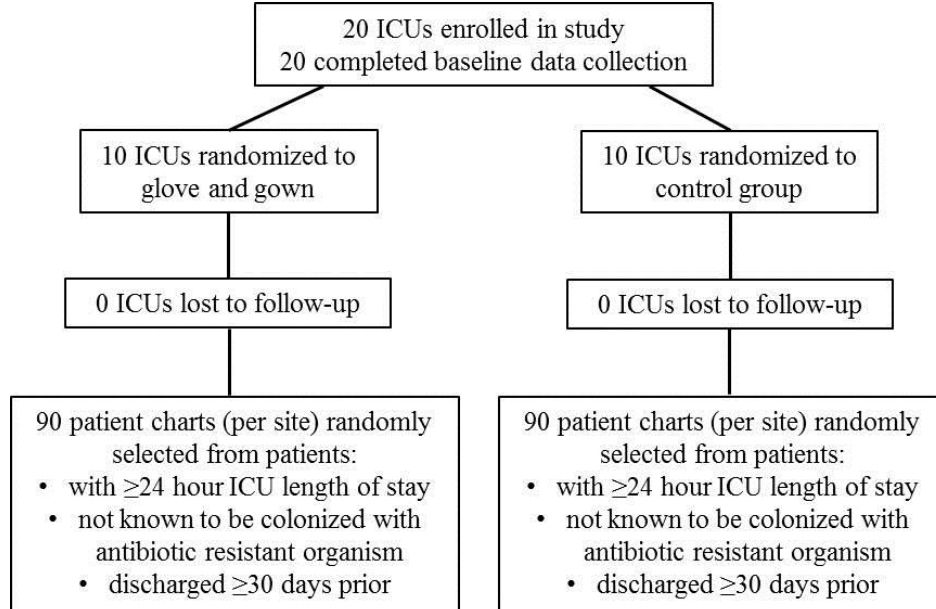 20 ICUs enrolled in study
20 completed baseline data collection
10 ICUs randomized to
glove and gown
10 ICUs randomized to
control group
0 ICUs lost to follow-up
0 ICUs lost to follow-up
90 patient charts (per site) randomly
selected from patients:
• with ≥24 hour ICU length of stay
• not known to be colonized with
antibiotic resistant organism
• discharged ≥30 days prior
90 patient charts (per site) randomly
selected from patients:
• with ≥24 hour ICU length of stay
• not known to be colonized with
antibiotic resistant organism
• discharged ≥30 days prior